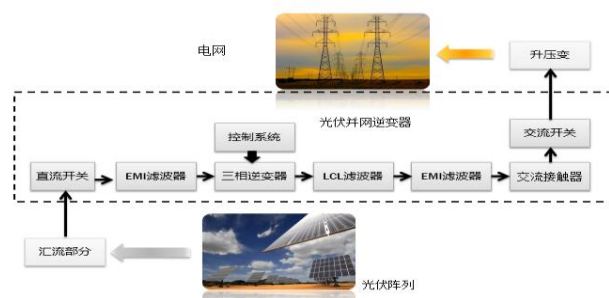 电网
升压变
光伏并网逆变器
控制系统
交流开关
直流开关
EMI滤波器
三相逆变器
LCL滤波器
EMI滤波器
交流接触器
汇流部分
光伏阵列